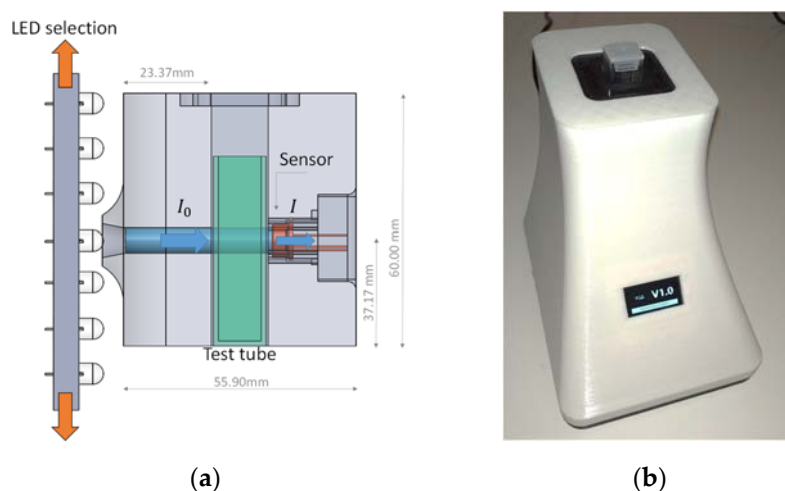 LED selection
23.37mm
Sensor
I₀
I
37.17 mm
60.00 mm
Test tube
55.90mm
V1.0
(a)
(b)